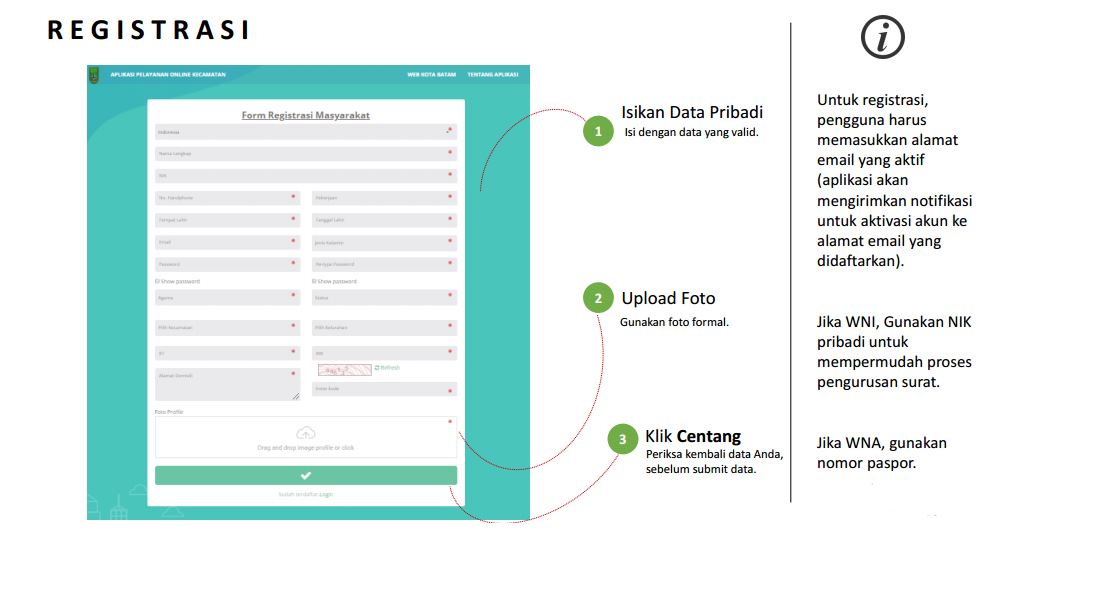 REGISTRASI
APLIKASI PELAYANAN ONLINE KECAMATAN
WEB KOTA BATAM TENTANG APLIKASI
Form Registrasi Masyarakat
Indonesia
Nama Lengkap
NIK
No. Handphone
Pekerjaan
Tempat Lahir
Tanggal Lahir
Email
Jenis Kelamin
Password
Retype Password
Show password
Show password
Agama
Status
Pilih Kecamatan
Pilih Kelurahan
RT
RW
Alamat Domisili
Refresh
Enter kode
Foto Profile
Drag and drop image profile or click
Sudah terdaftar Login
1
Isikan Data Pribadi
Isi dengan data yang valid.
2
Upload Foto
Gunakan foto formal.
3
Klik Centang
Periksa kembali data Anda,
sebelum submit data.
i
Untuk registrasi,
pengguna harus
memasukkan alamat
email yang aktif
(aplikasi akan
mengirimkan notifikasi
untuk aktivasi akun ke
alamat email yang
didaftarkan).
Jika WNI, Gunakan NIK
pribadi untuk
mempermudah proses
pengurusan surat.
Jika WNA, gunakan
nomor paspor.